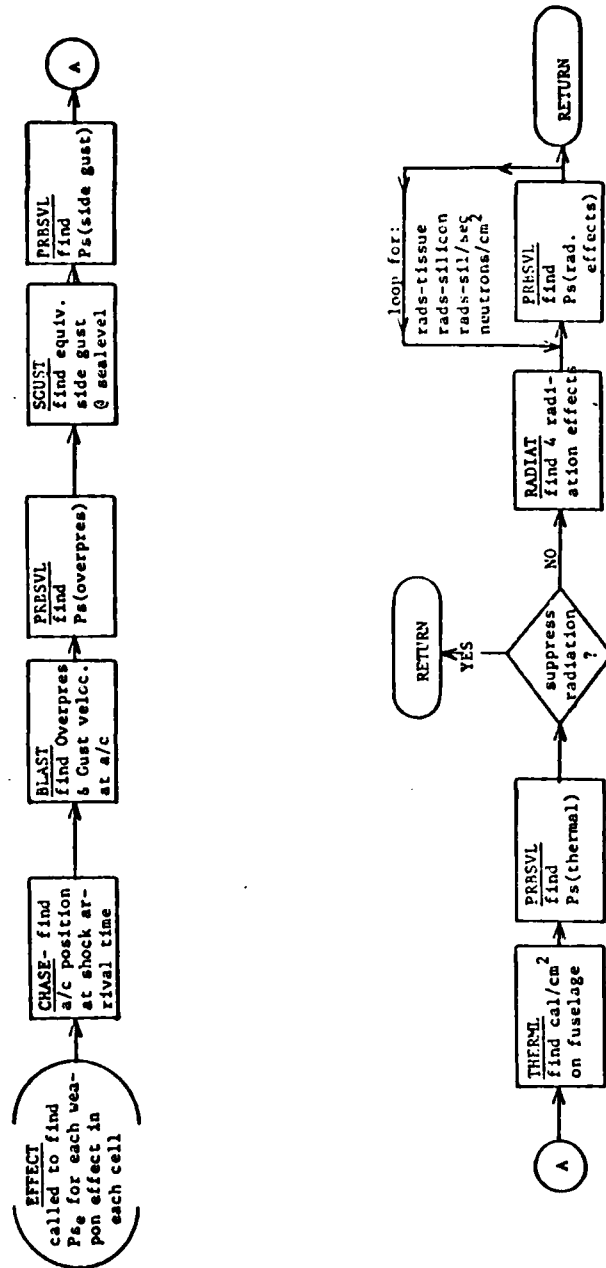 EFFECT
called to find
Ps_e for each wea-
pon effect in
each cell
CHASE- find
a/c position
at shock ar-
rival time
BLAST
find Overpres
& Gust veloc.
at a/c
PRBSVL
find
Ps(overpres)
SGUST
find equiv.
side gust
@ sealevel
PRBSVL
find
Ps(side gust)
A
A
THERML
find cal/cm²
on fuselage
PRBSVL
find
Ps(thermal)
suppress
radiation
?
YES
RETURN
NO
RADIAT
find 4 radi-
ation effects
loop for:
rads-tissue
rads-silicon
rads-sil/sec
neutrons/cm²
PRBSVL
find
Ps(rad.
effects)
RETURN